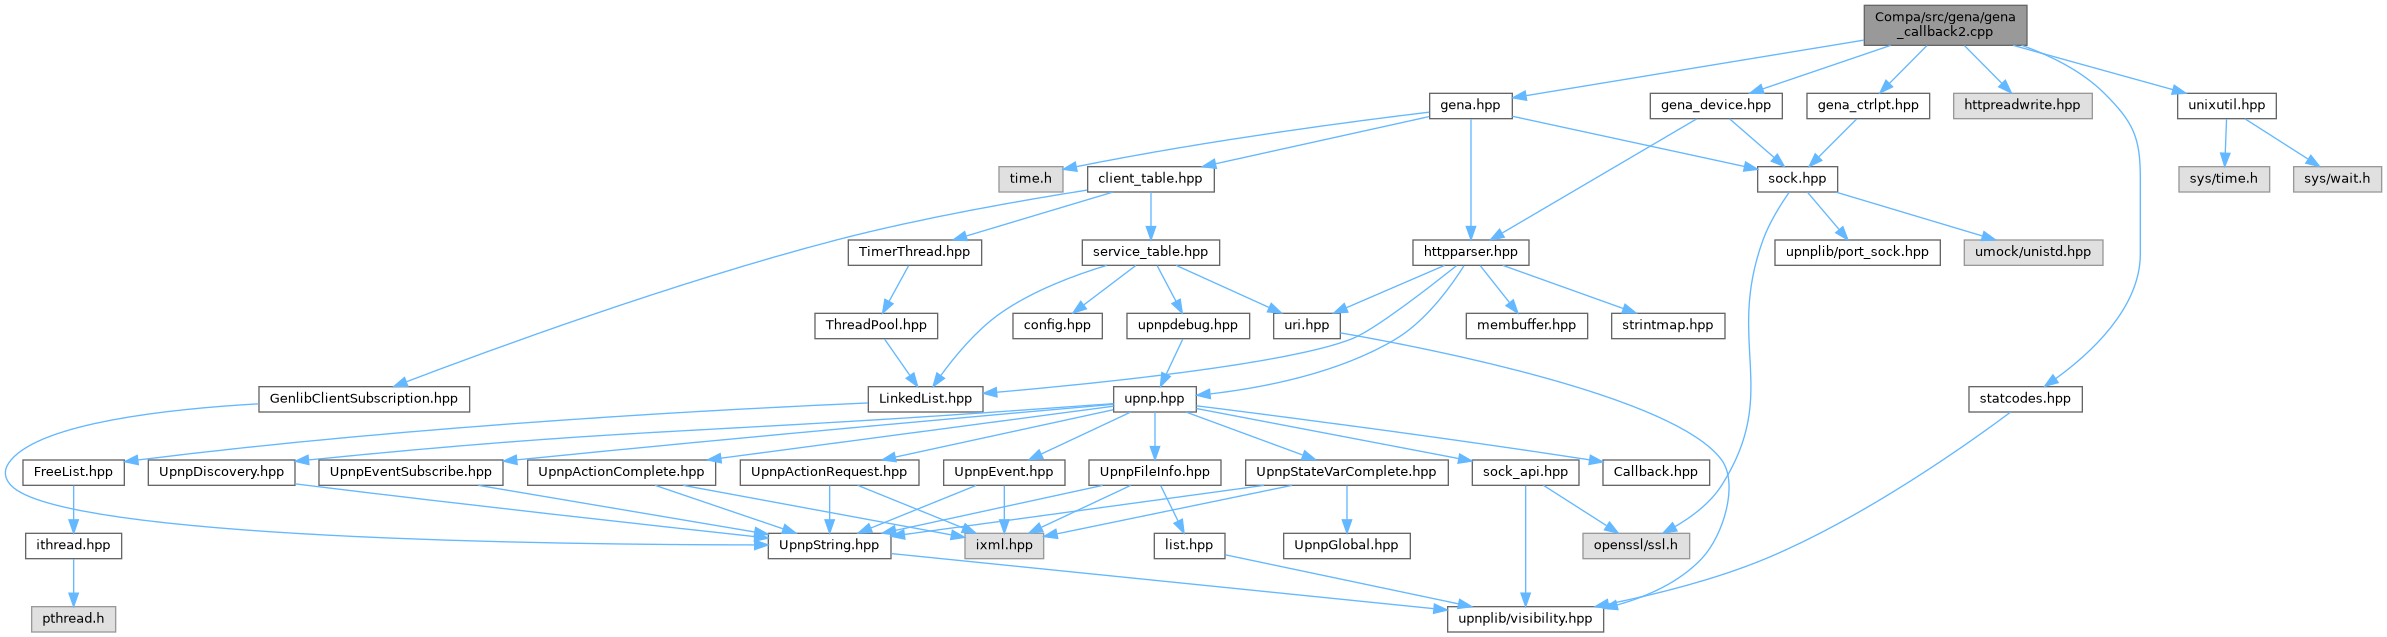 Compa/src/gena/gena
_callback2.cpp
gena.hpp
gena_device.hpp
gena_ctrlpt.hpp
httpreadwrite.hpp
unixutil.hpp
time.h
client_table.hpp
sock.hpp
sys/time.h
sys/wait.h
TimerThread.hpp
service_table.hpp
httpparser.hpp
upnplib/port_sock.hpp
umock/unistd.hpp
ThreadPool.hpp
config.hpp
upnpdebug.hpp
uri.hpp
membuffer.hpp
strintmap.hpp
GenlibClientSubscription.hpp
LinkedList.hpp
upnp.hpp
statcodes.hpp
FreeList.hpp
UpnpDiscovery.hpp
UpnpEventSubscribe.hpp
UpnpActionComplete.hpp
UpnpActionRequest.hpp
UpnpEvent.hpp
UpnpFileInfo.hpp
UpnpStateVarComplete.hpp
sock_api.hpp
Callback.hpp
ithread.hpp
UpnpString.hpp
ixml.hpp
list.hpp
UpnpGlobal.hpp
openssl/ssl.h
pthread.h
upnplib/visibility.hpp